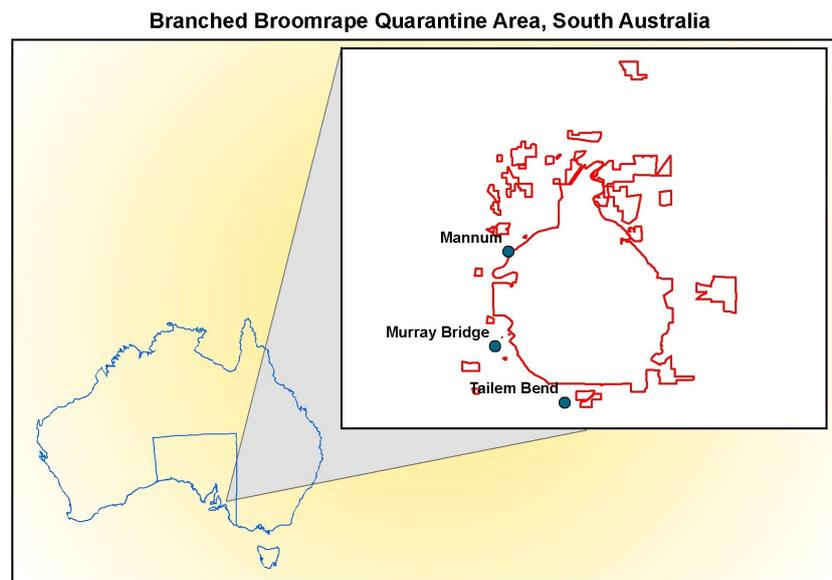 Branched Broomrape Quarantine Area, South Australia
Mannum
Murray Bridge
Tailem Bend